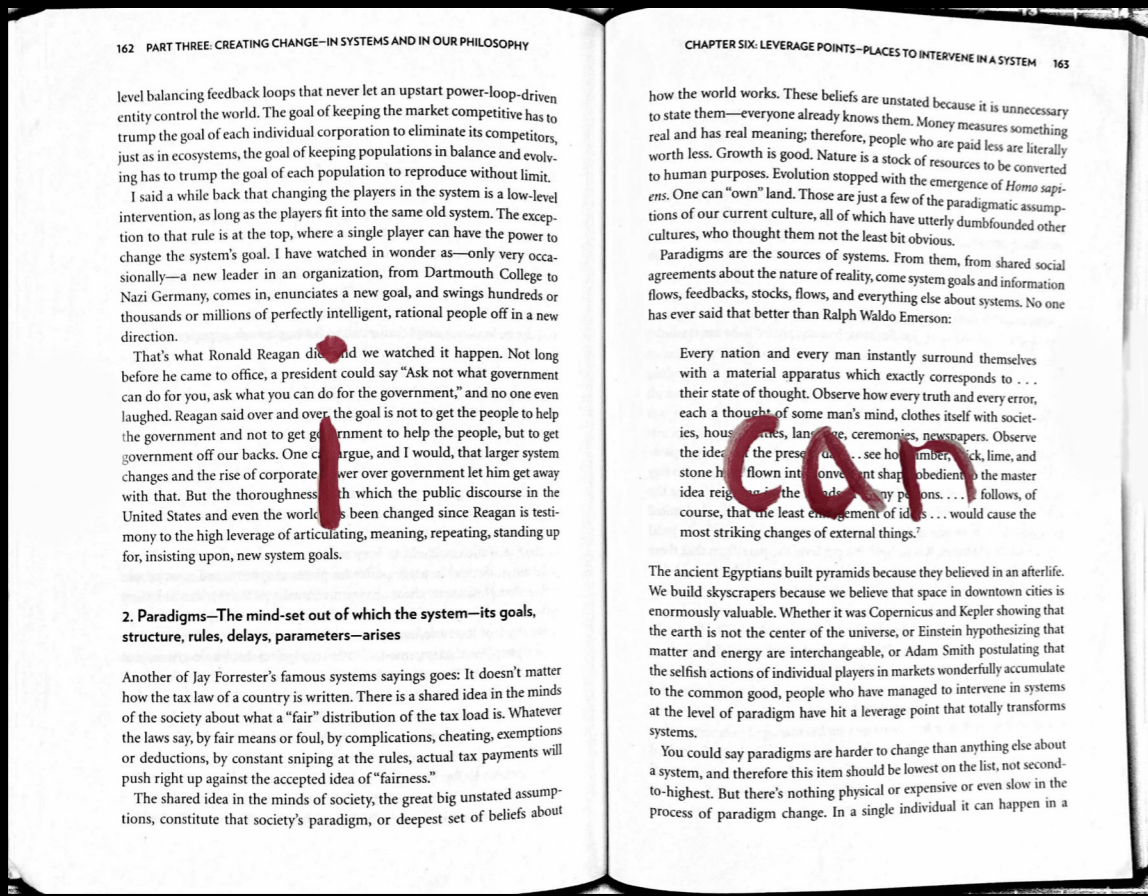 162 PART THREE: CREATING CHANGE—IN SYSTEMS AND IN OUR PHILOSOPHY
level balancing feedback loops that never let an upstart power-loop-driven
entity control the world. The goal of keeping the market competitive has to
trump the goal of each individual corporation to eliminate its competitors,
just as in ecosystems, the goal of keeping populations in balance and evolv-
ing has to trump the goal of each population to reproduce without limit.
I said a while back that changing the players in the system is a low-level
intervention, as long as the players fit into the same old system. The excep-
tion to that rule is at the top, where a single player can have the power to
change the system's goal. I have watched in wonder as—only very occa-
sionally—a new leader in an organization, from Dartmouth College to
Nazi Germany, comes in, enunciates a new goal, and swings hundreds or
thousands or millions of perfectly intelligent, rational people off in a new
direction.
That's what Ronald Reagan did, and we watched it happen. Not long
before he came to office, a president could say “Ask not what government
can do for you, ask what you can do for the government,” and no one even
laughed. Reagan said over and over, the goal is not to get the people to help
the government and not to get government to help the people, but to get
government off our backs. One can argue, and I would, that larger system
changes and the rise of corporate power over government let him get away
with that. But the thoroughness with which the public discourse in the
United States and even the world has been changed since Reagan is testi-
mony to the high leverage of articulating, meaning, repeating, standing up
for, insisting upon, new system goals.
i
2. Paradigms—The mind-set out of which the system—its goals,
structure, rules, delays, parameters—arises
Another of Jay Forrester's famous systems sayings goes: It doesn't matter
how the tax law of a country is written. There is a shared idea in the minds
of the society about what a “fair” distribution of the tax load is. Whatever
the laws say, by fair means or foul, by complications, cheating, exemptions
or deductions, by constant sniping at the rules, actual tax payments will
push right up against the accepted idea of “fairness.”
The shared idea in the minds of society, the great big unstated assump-
tions, constitute that society's paradigm, or deepest set of beliefs about
CHAPTER SIX: LEVERAGE POINTS—PLACES TO INTERVENE IN A SYSTEM 163
how the world works. These beliefs are unstated because it is unnecessary
to state them—everyone already knows them. Money measures something
real and has real meaning; therefore, people who are paid less are literally
worth less. Growth is good. Nature is a stock of resources to be converted
to human purposes. Evolution stopped with the emergence of Homo sapi-
ens. One can “own” land. Those are just a few of the paradigmatic assump-
tions of our current culture, all of which have utterly dumbfounded other
cultures, who thought them not the least bit obvious.
Paradigms are the sources of systems. From them, from shared social
agreements about the nature of reality, come system goals and information
flows, feedbacks, stocks, flows, and everything else about systems. No one
has ever said that better than Ralph Waldo Emerson:
Every nation and every man instantly surround themselves
with a material apparatus which exactly corresponds to . . .
their state of thought. Observe how every truth and every error,
each a thought of some man's mind, clothes itself with societ-
ies, houses, cities, language, ceremonies, newspapers. Observe
the ideas of the present day . . . see how timber, brick, lime, and
stone have flown into convenient shape, obedient to the master
idea reigning in the minds of many persons. . . . It follows, of
course, that the least enlargement of ideas . . . would cause the
most striking changes of external things.7
can
The ancient Egyptians built pyramids because they believed in an afterlife.
We build skyscrapers because we believe that space in downtown cities is
enormously valuable. Whether it was Copernicus and Kepler showing that
the earth is not the center of the universe, or Einstein hypothesizing that
matter and energy are interchangeable, or Adam Smith postulating that
the selfish actions of individual players in markets wonderfully accumulate
to the common good, people who have managed to intervene in systems
at the level of paradigm have hit a leverage point that totally transforms
systems.
You could say paradigms are harder to change than anything else about
a system, and therefore this item should be lowest on the list, not second-
to-highest. But there's nothing physical or expensive or even slow in the
process of paradigm change. In a single individual it can happen in a